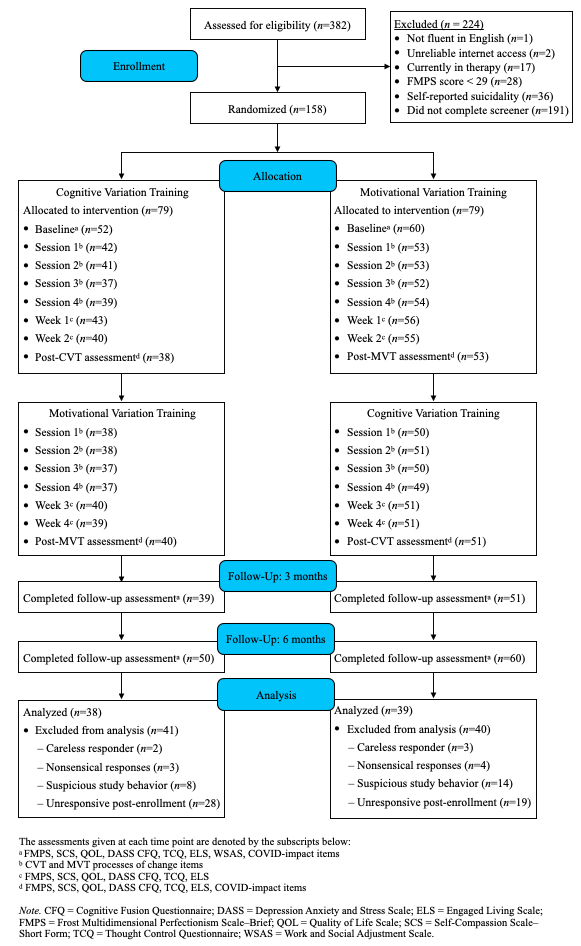 Assessed for eligibility (n=382)
Excluded (n = 224)
• Not fluent in English (n=1)
• Unreliable internet access (n=2)
• Currently in therapy (n=17)
• FMPS score < 29 (n=28)
• Self-reported suicidality (n=36)
• Did not complete screener (n=191)
Enrollment
Randomized (n=158)
Allocation
Cognitive Variation Training
Allocated to intervention (n=79)
• Baselineᵃ (n=52)
• Session 1ᵇ (n=42)
• Session 2ᵇ (n=41)
• Session 3ᵇ (n=37)
• Session 4ᵇ (n=39)
• Week 1ᶜ (n=43)
• Week 2ᶜ (n=40)
• Post-CVT assessmentᵈ (n=38)
Motivational Variation Training
Allocated to intervention (n=79)
• Baselineᵃ (n=60)
• Session 1ᵇ (n=53)
• Session 2ᵇ (n=53)
• Session 3ᵇ (n=52)
• Session 4ᵇ (n=54)
• Week 1ᶜ (n=56)
• Week 2ᶜ (n=55)
• Post-MVT assessmentᵈ (n=53)
Motivational Variation Training
• Session 1ᵇ (n=38)
• Session 2ᵇ (n=38)
• Session 3ᵇ (n=37)
• Session 4ᵇ (n=37)
• Week 3ᶜ (n=40)
• Week 4ᶜ (n=39)
• Post-MVT assessmentᵈ (n=40)
Cognitive Variation Training
• Session 1ᵇ (n=50)
• Session 2ᵇ (n=51)
• Session 3ᵇ (n=50)
• Session 4ᵇ (n=49)
• Week 3ᶜ (n=51)
• Week 4ᶜ (n=51)
• Post-CVT assessmentᵈ (n=51)
Follow-Up: 3 months
Completed follow-up assessmentᵃ (n=39)
Completed follow-up assessmentᵃ (n=51)
Follow-Up: 6 months
Completed follow-up assessmentᵃ (n=50)
Completed follow-up assessmentᵃ (n=60)
Analysis
Analyzed (n=38)
• Excluded from analysis (n=41)
– Careless responder (n=2)
– Nonsensical responses (n=3)
– Suspicious study behavior (n=8)
– Unresponsive post-enrollment (n=28)
Analyzed (n=39)
• Excluded from analysis (n=40)
– Careless responder (n=3)
– Nonsensical responses (n=4)
– Suspicious study behavior (n=14)
– Unresponsive post-enrollment (n=19)
The assessments given at each time point are denoted by the subscripts below:
ᵃ FMPS, SCS, QOL, DASS CFQ, TCQ, ELS, WSAS, COVID-impact items
ᵇ CVT and MVT processes of change items
ᶜ FMPS, SCS, QOL, DASS CFQ, TCQ, ELS
ᵈ FMPS, SCS, QOL, DASS CFQ, TCQ, ELS, COVID-impact items
Note. CFQ = Cognitive Fusion Questionnaire; DASS = Depression Anxiety and Stress Scale; ELS = Engaged Living Scale;
FMPS = Frost Multidimensional Perfectionism Scale–Brief; QOL = Quality of Life Scale; SCS = Self-Compassion Scale–
Short Form; TCQ = Thought Control Questionnaire; WSAS = Work and Social Adjustment Scale.